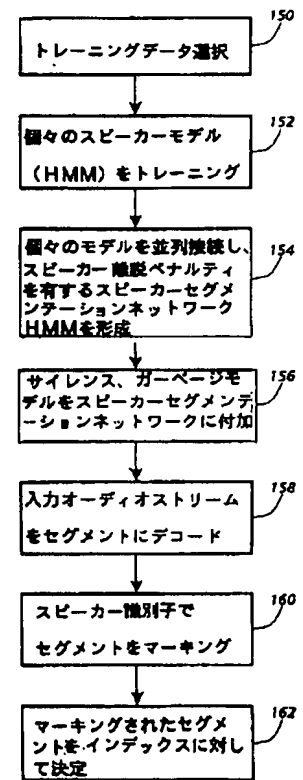 150
トレーニングデータ選択
152
個々のスピーカーモデル
(HMM)をトレーニング
154
個々のモデルを並列接続し、
スピーカー離脱ペナルティ
を有するスピーカーセグメ
ンテーションネットワーク
HMMを形成
156
サイレンス、ガーベージモ
デルをスピーカーセグメンテ
ーションネットワークに付加
158
入力オーディオストリーム
をセグメントにデコード
160
スピーカー識別子で
セグメントをマーキング
162
マーキングされたセグメ
ントをインデックスに対し
て決定